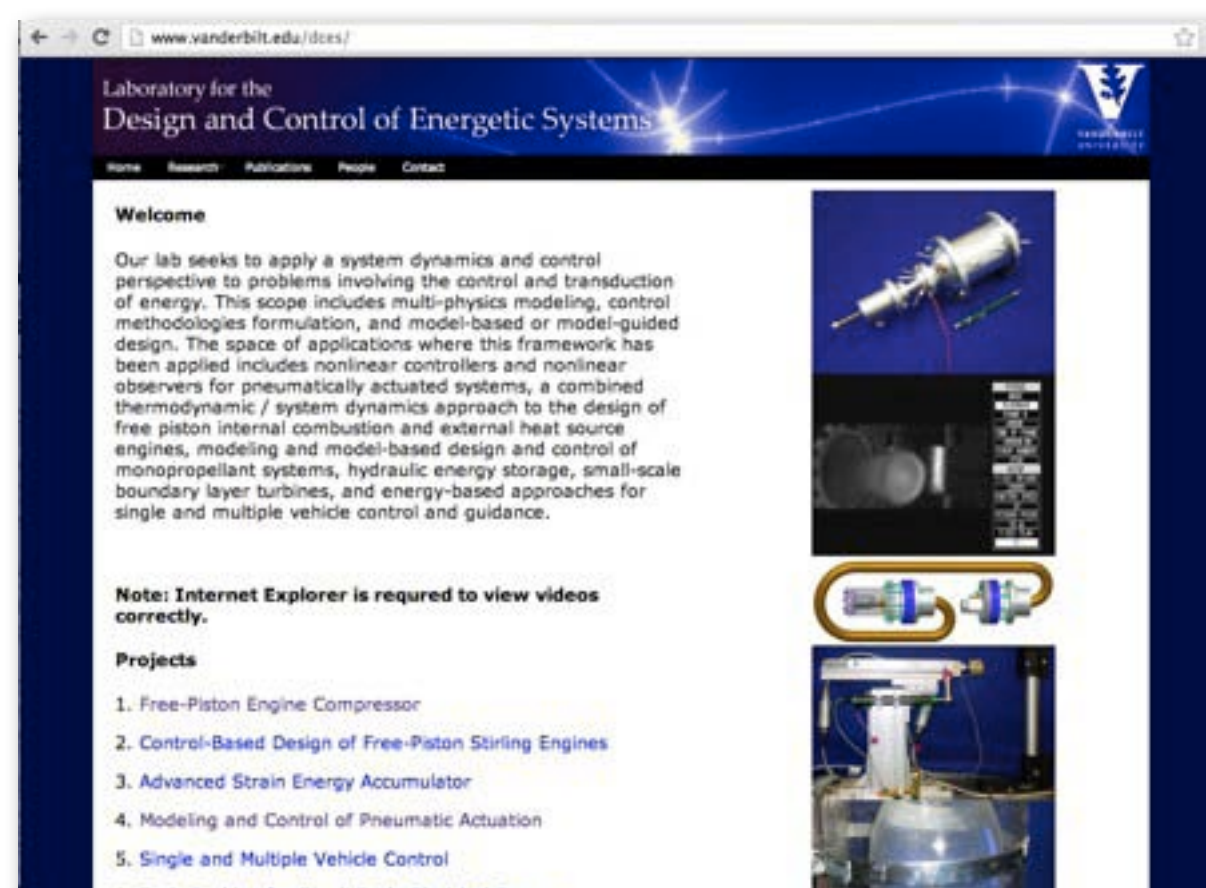 www.vanderbilt.edu/dces/
Laboratory for the
Design and Control of Energetic Systems
V
VANDERBILT
UNIVERSITY
Home Research Publications People Contact
Welcome
Our lab seeks to apply a system dynamics and control
perspective to problems involving the control and transduction
of energy. This scope includes multi-physics modeling, control
methodologies formulation, and model-based or model-guided
design. The space of applications where this framework has
been applied includes nonlinear controllers and nonlinear
observers for pneumatically actuated systems, a combined
thermodynamic / system dynamics approach to the design of
free piston internal combustion and external heat source
engines, modeling and model-based design and control of
monopropellant systems, hydraulic energy storage, small-scale
boundary layer turbines, and energy-based approaches for
single and multiple vehicle control and guidance.
Note: Internet Explorer is requred to view videos
correctly.
Projects
1. Free-Piston Engine Compressor
2. Control-Based Design of Free-Piston Stirling Engines
3. Advanced Strain Energy Accumulator
4. Modeling and Control of Pneumatic Actuation
5. Single and Multiple Vehicle Control